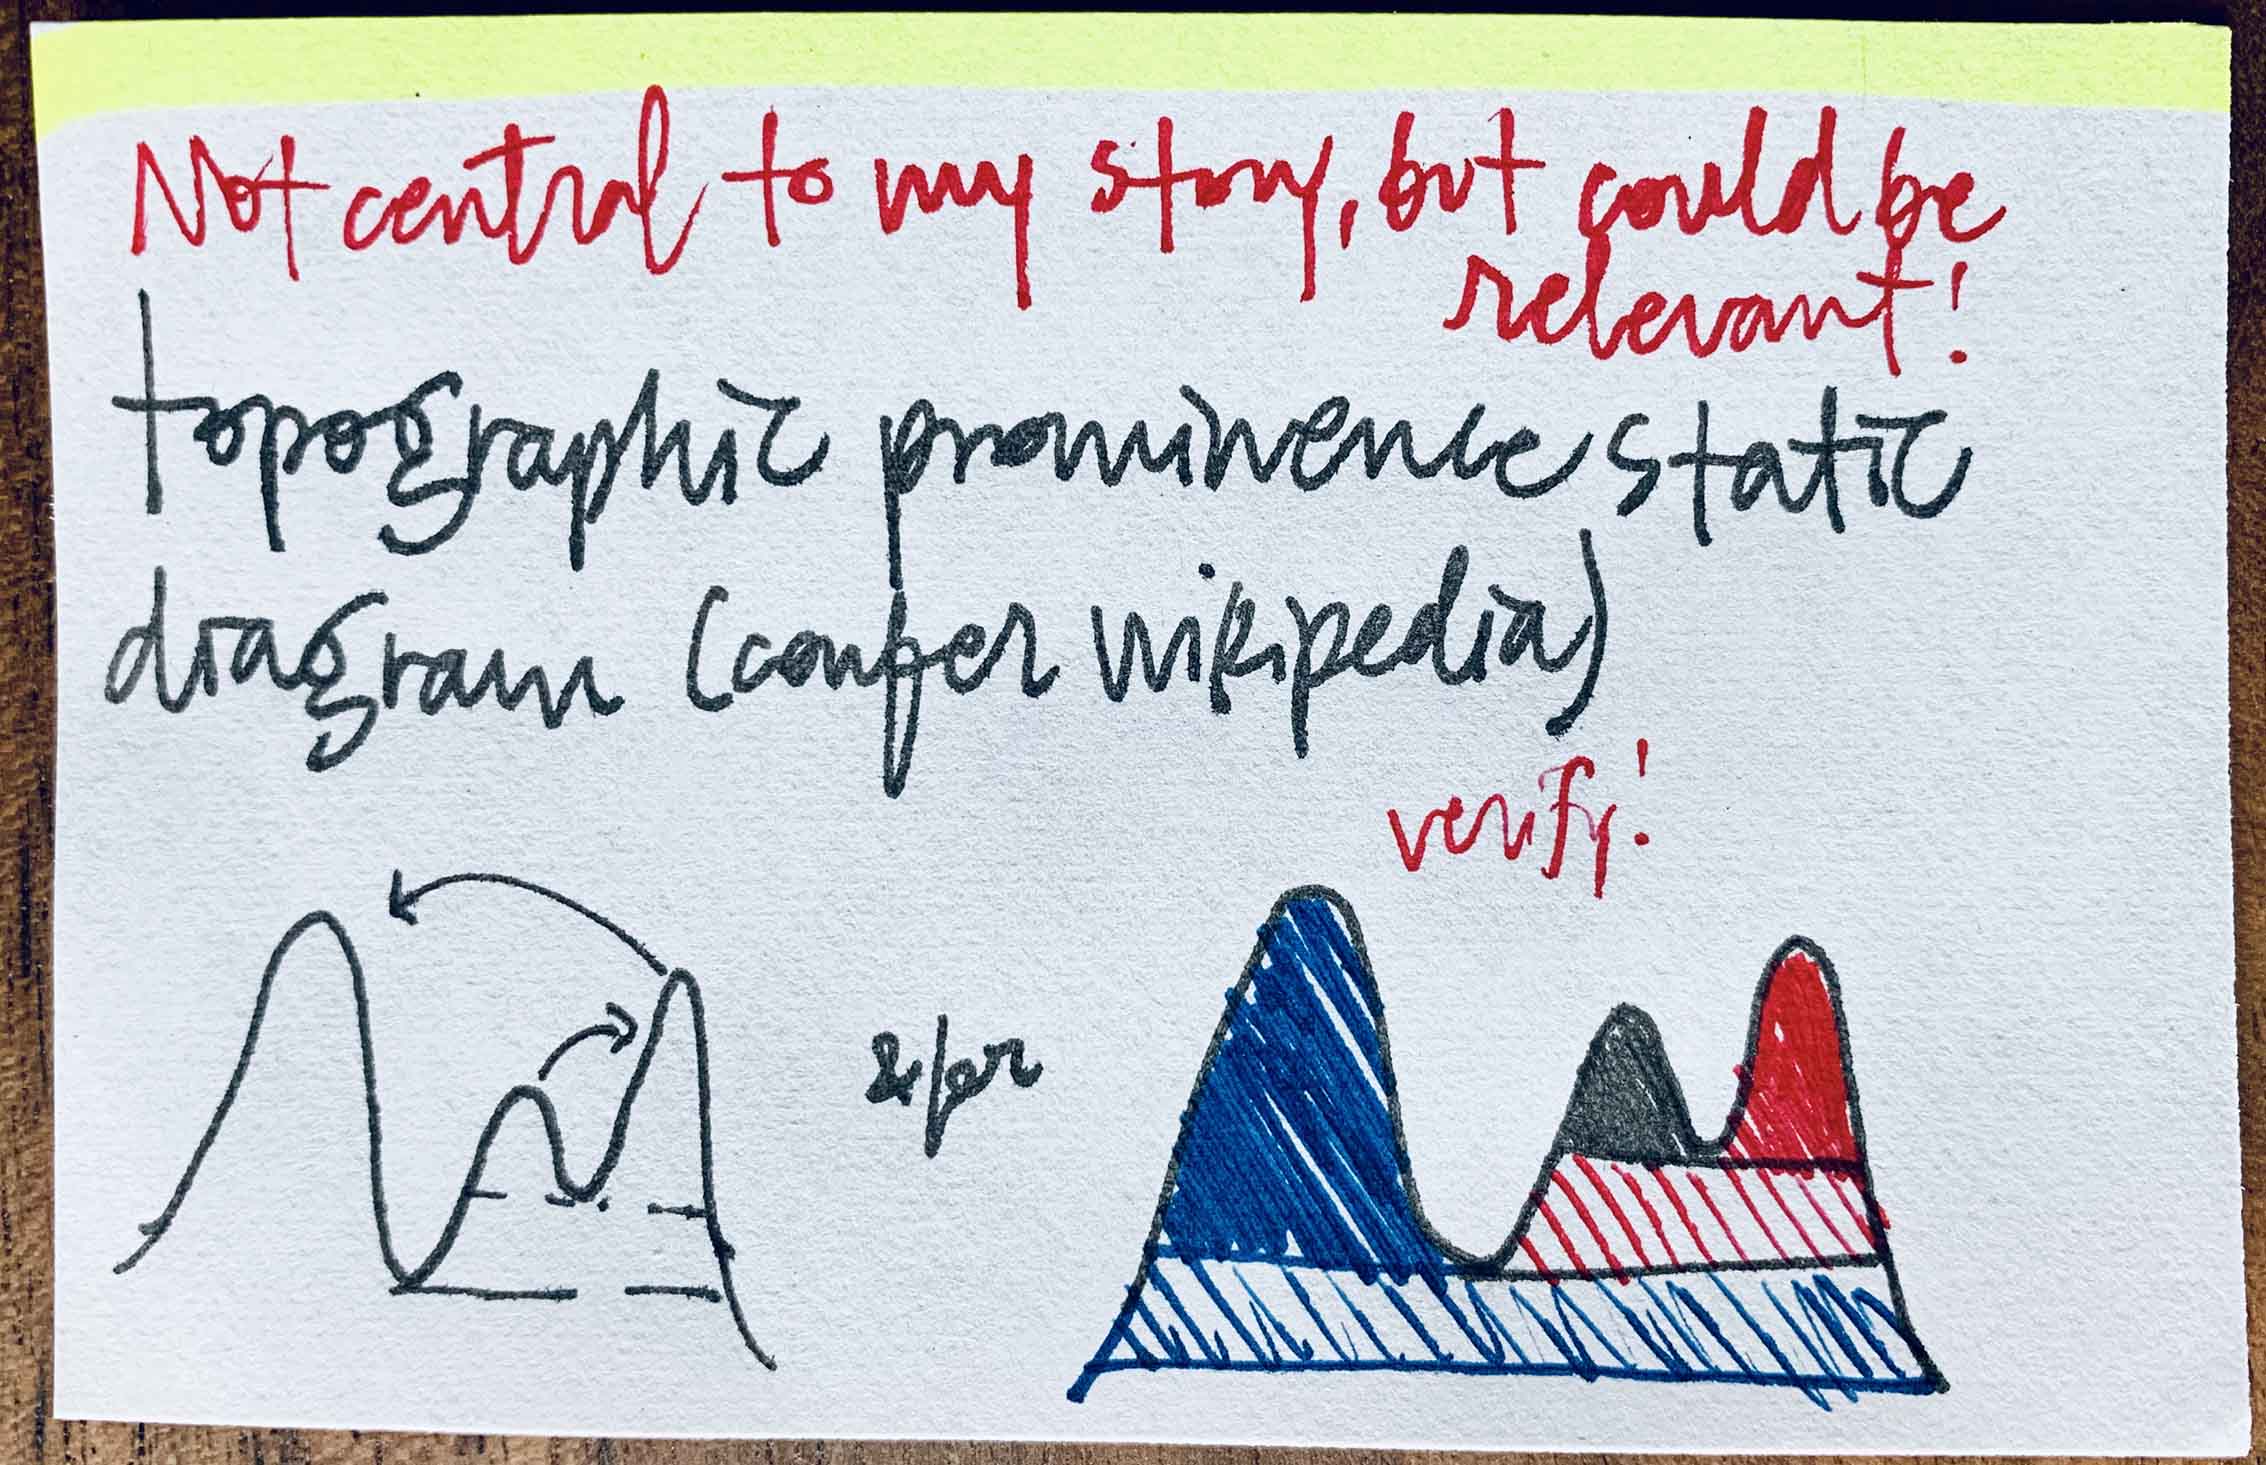 Not central to my story, but could be
relevant!
topographic prominence static
diagram (confer wikipedia)
verify!
&/or